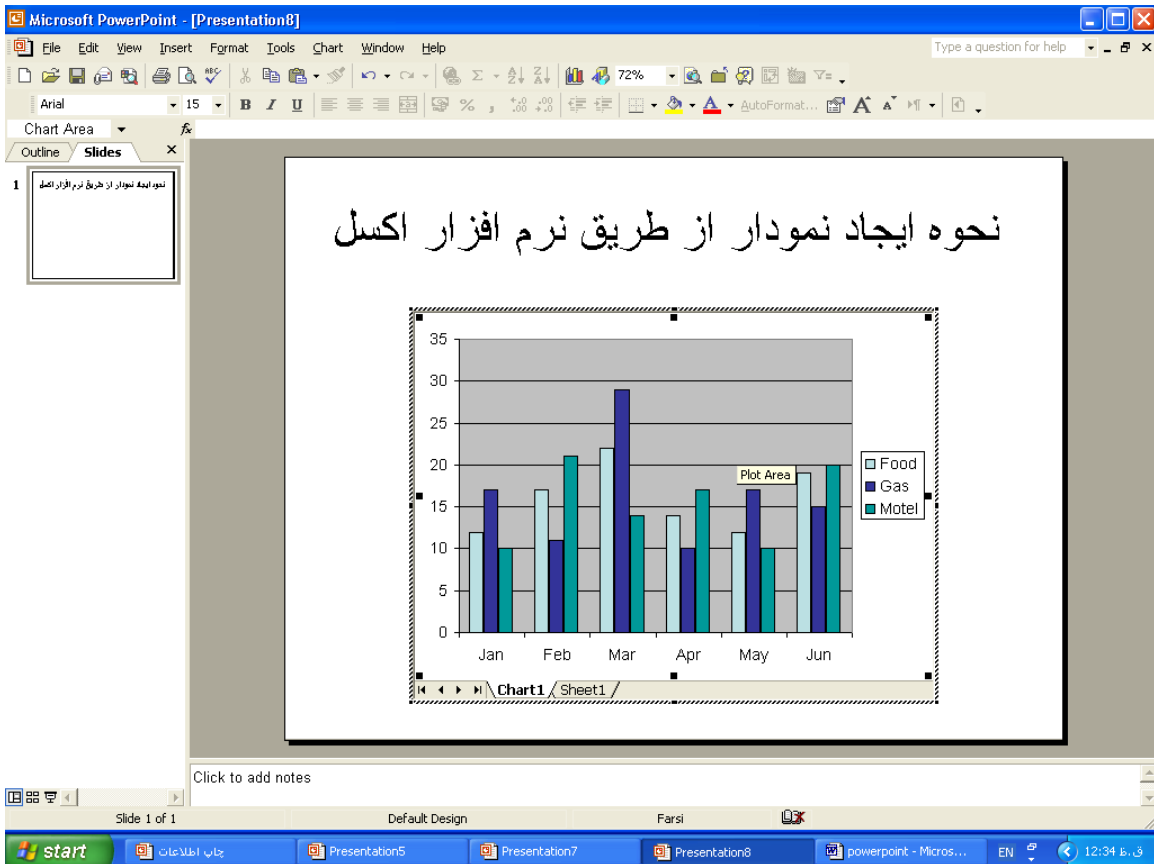 Microsoft PowerPoint - [Presentation8]
File Edit View Insert Format Tools Chart Window Help
Type a question for help
72%
Arial 15 B I U % , AutoFormat...
Chart Area fx
Outline Slides
1
نحوه ایجاد نمودار از طریق نرم افزار اکسل
نحوه ایجاد نمودار از طریق نرم افزار اکسل
35
30
25
20
15
10
5
0
Jan Feb Mar Apr May Jun
Plot Area
Food
Gas
Motel
Chart1 Sheet1
Click to add notes
Slide 1 of 1 Default Design Farsi
start چاپ اطلاعات Presentation5 Presentation7 Presentation8 powerpoint - Micros... EN 12:34 ق.ظ